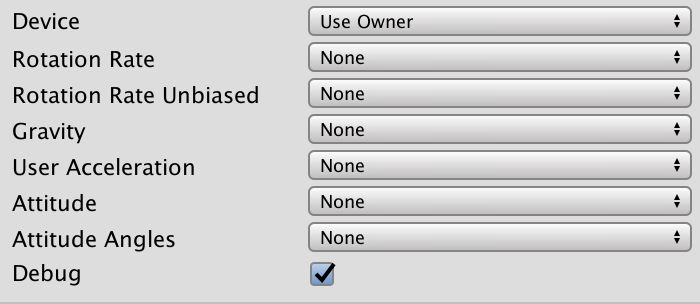 Device Use Owner
Rotation Rate None
Rotation Rate Unbiased None
Gravity None
User Acceleration None
Attitude None
Attitude Angles None
Debug